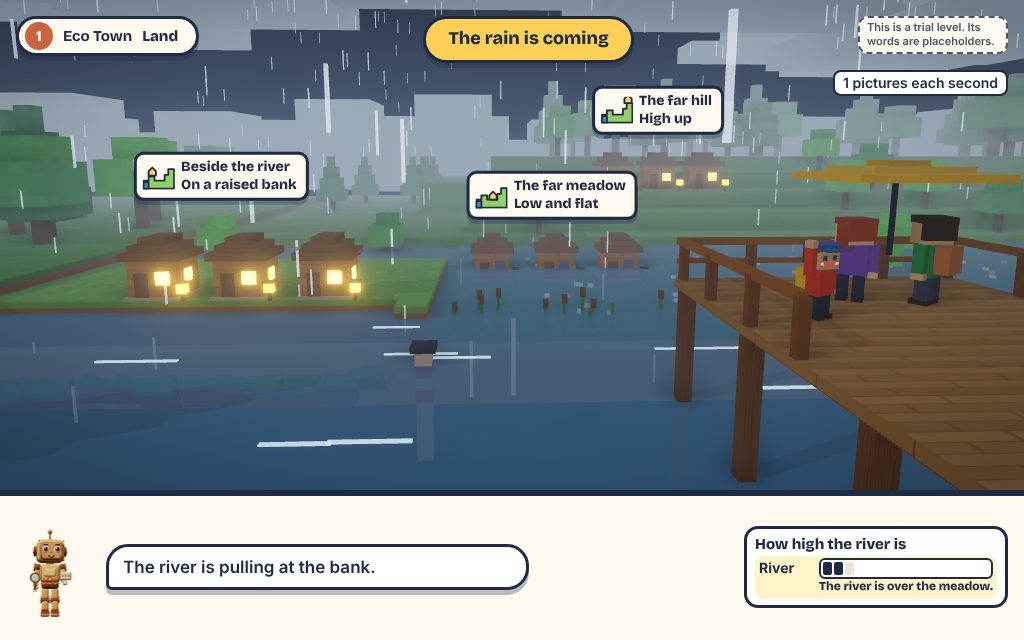 1 Eco Town Land
The rain is coming
This is a trial level. Its
words are placeholders.
1 pictures each second
The far hill
High up
Beside the river
On a raised bank
The far meadow
Low and flat
The river is pulling at the bank.
How high the river is
River
The river is over the meadow.